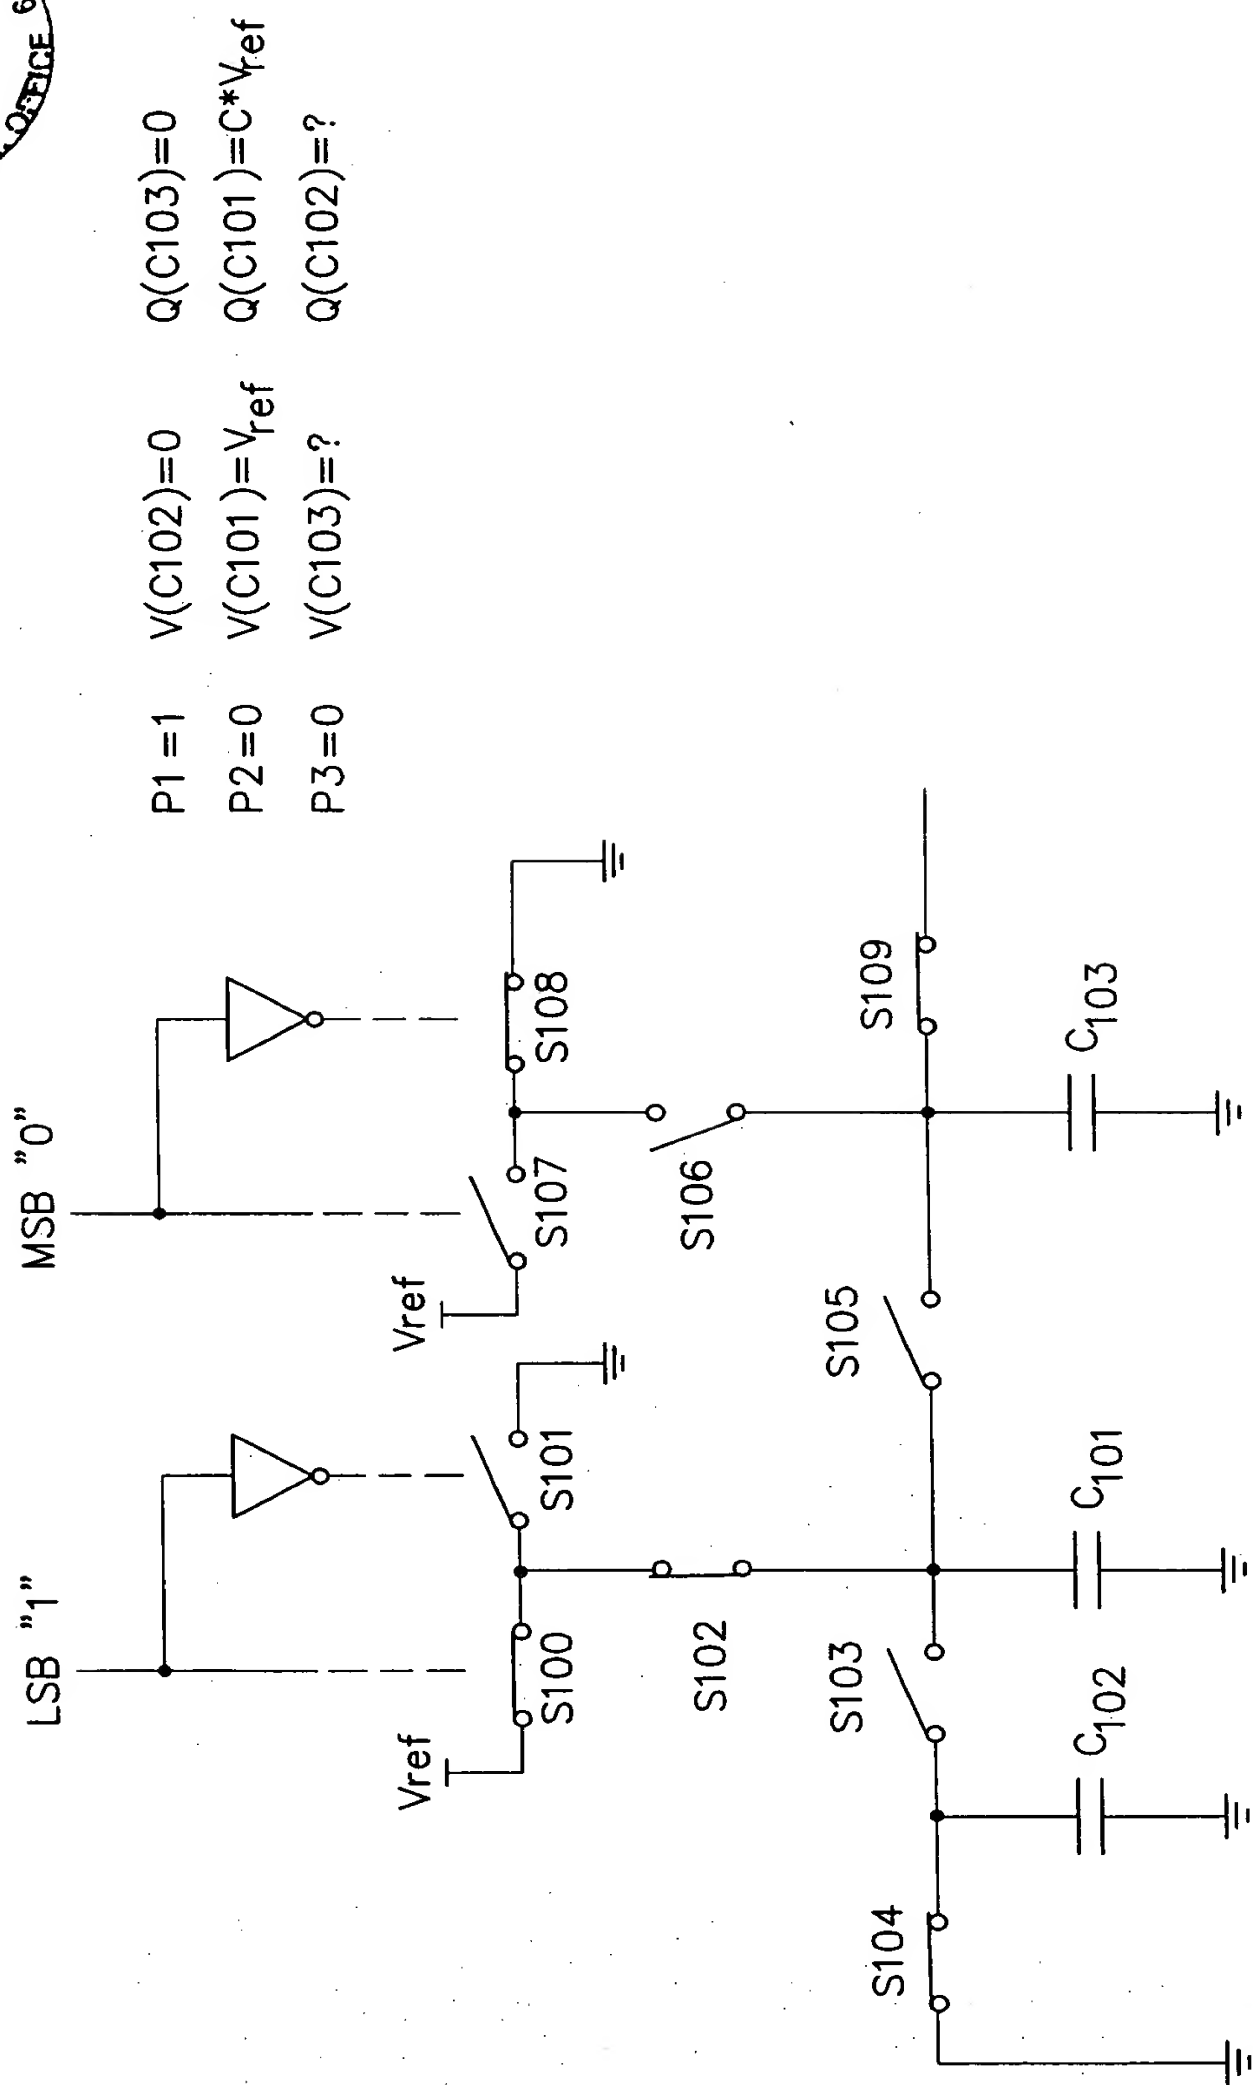 OFFICE
P1=1 V(C102)=0 Q(C103)=0
P2=0 V(C101)=Vref Q(C101)=C*Vref
P3=0 V(C103)=? Q(C102)=?
LSB "1"
MSB "0"
Vref
S100
S101
Vref
S107
S108
S102
S106
S104
S103
S105
S109
C102
C101
C103